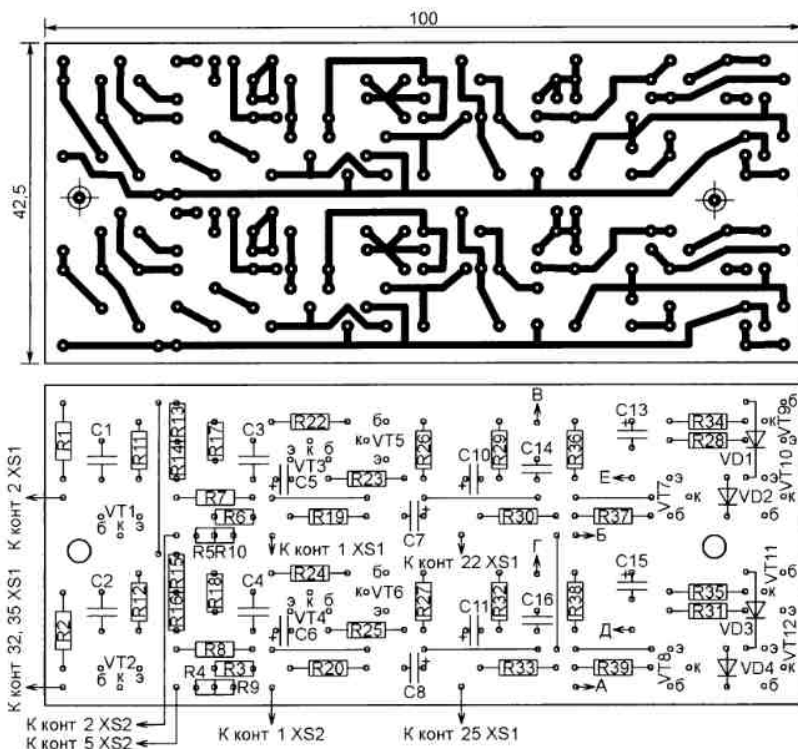 100
42,5
R1
C1
R11
R13
R14
R17
C3
R22
б
э
к
VT3
б
C5
б
к
VT5
э
R23
R26
C10
R29
В
C14
R36
C13
Е
R34
R28
VD1
VT9
б
к
э
VT10
VD2
VT7
э
к
б
к
б
К конт 2 XS1
VT1
б
к
э
R7
R6
R5
R10
R19
К конт 1 XS1
C7
R30
К конт 22 XS1
R37
Б
Г
К конт 32, 35 XS1
R2
C2
R12
R15
R16
R18
C4
R24
б
э
к
VT4
б
C6
б
к
VT6
э
R25
R27
C11
R32
C16
R38
C15
Д
R35
R31
VT11
VD3
VT12
VD4
VT8
б
э
к
б
э
к
б
VT2
б
к
э
R8
R4
R3
R9
R20
C8
R33
R39
А
К конт 2 XS2
К конт 5 XS2
К конт 1 XS2
К конт 25 XS1